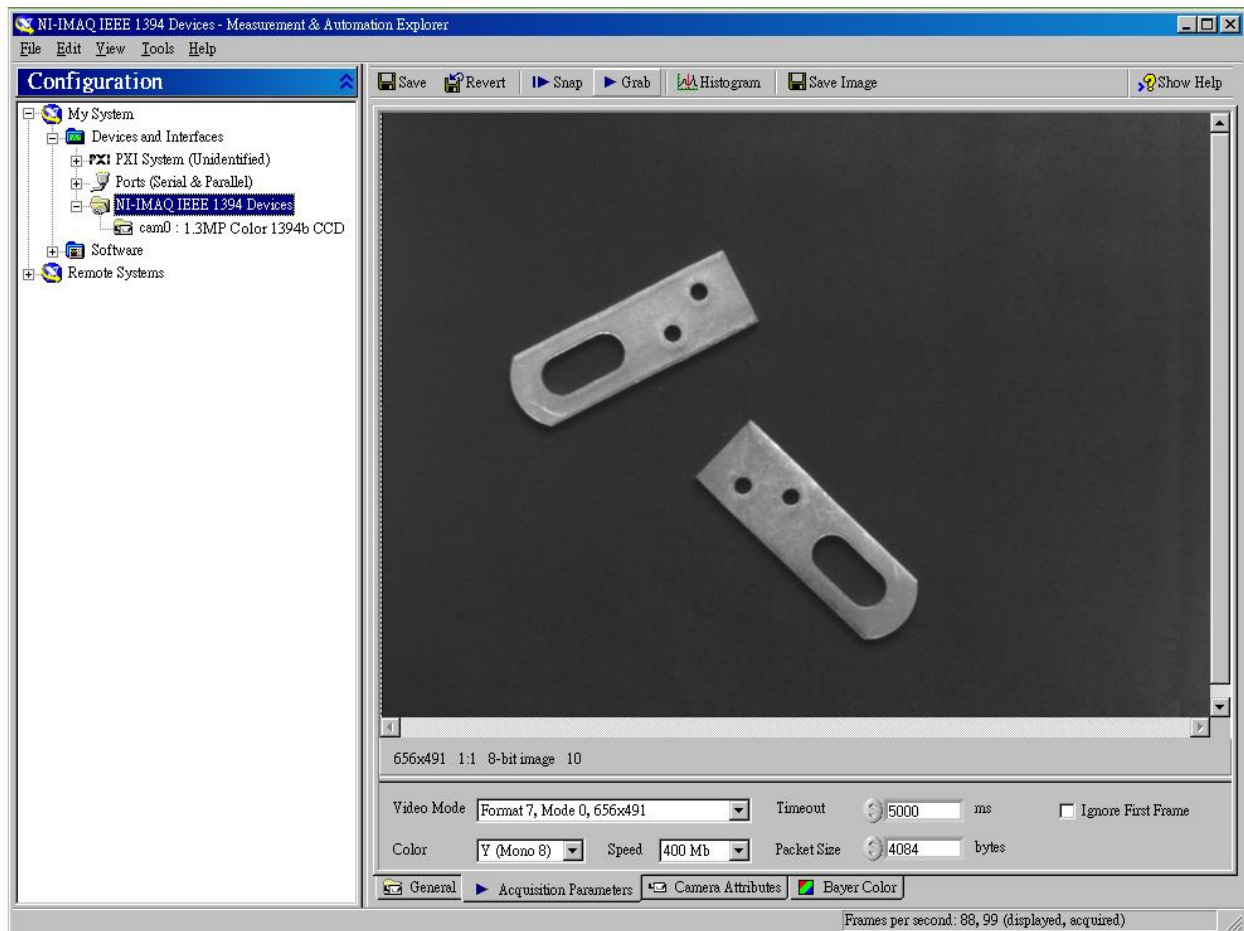 NI-IMAQ IEEE 1394 Devices - Measurement & Automation Explorer
File Edit View Tools Help
Configuration
My System
Devices and Interfaces
PXI PXI System (Unidentified)
Ports (Serial & Parallel)
NI-IMAQ IEEE 1394 Devices
cam0 : 1.3MP Color 1394b CCD
Software
Remote Systems
Save Revert Snap Grab Histogram Save Image Show Help
656x491 1:1 8-bit image 10
Video Mode Format 7, Mode 0, 656x491 Timeout 5000 ms Ignore First Frame
Color Y (Mono 8) Speed 400 Mb Packet Size 4084 bytes
General Acquisition Parameters Camera Attributes Bayer Color
Frames per second: 88, 99 (displayed, acquired)